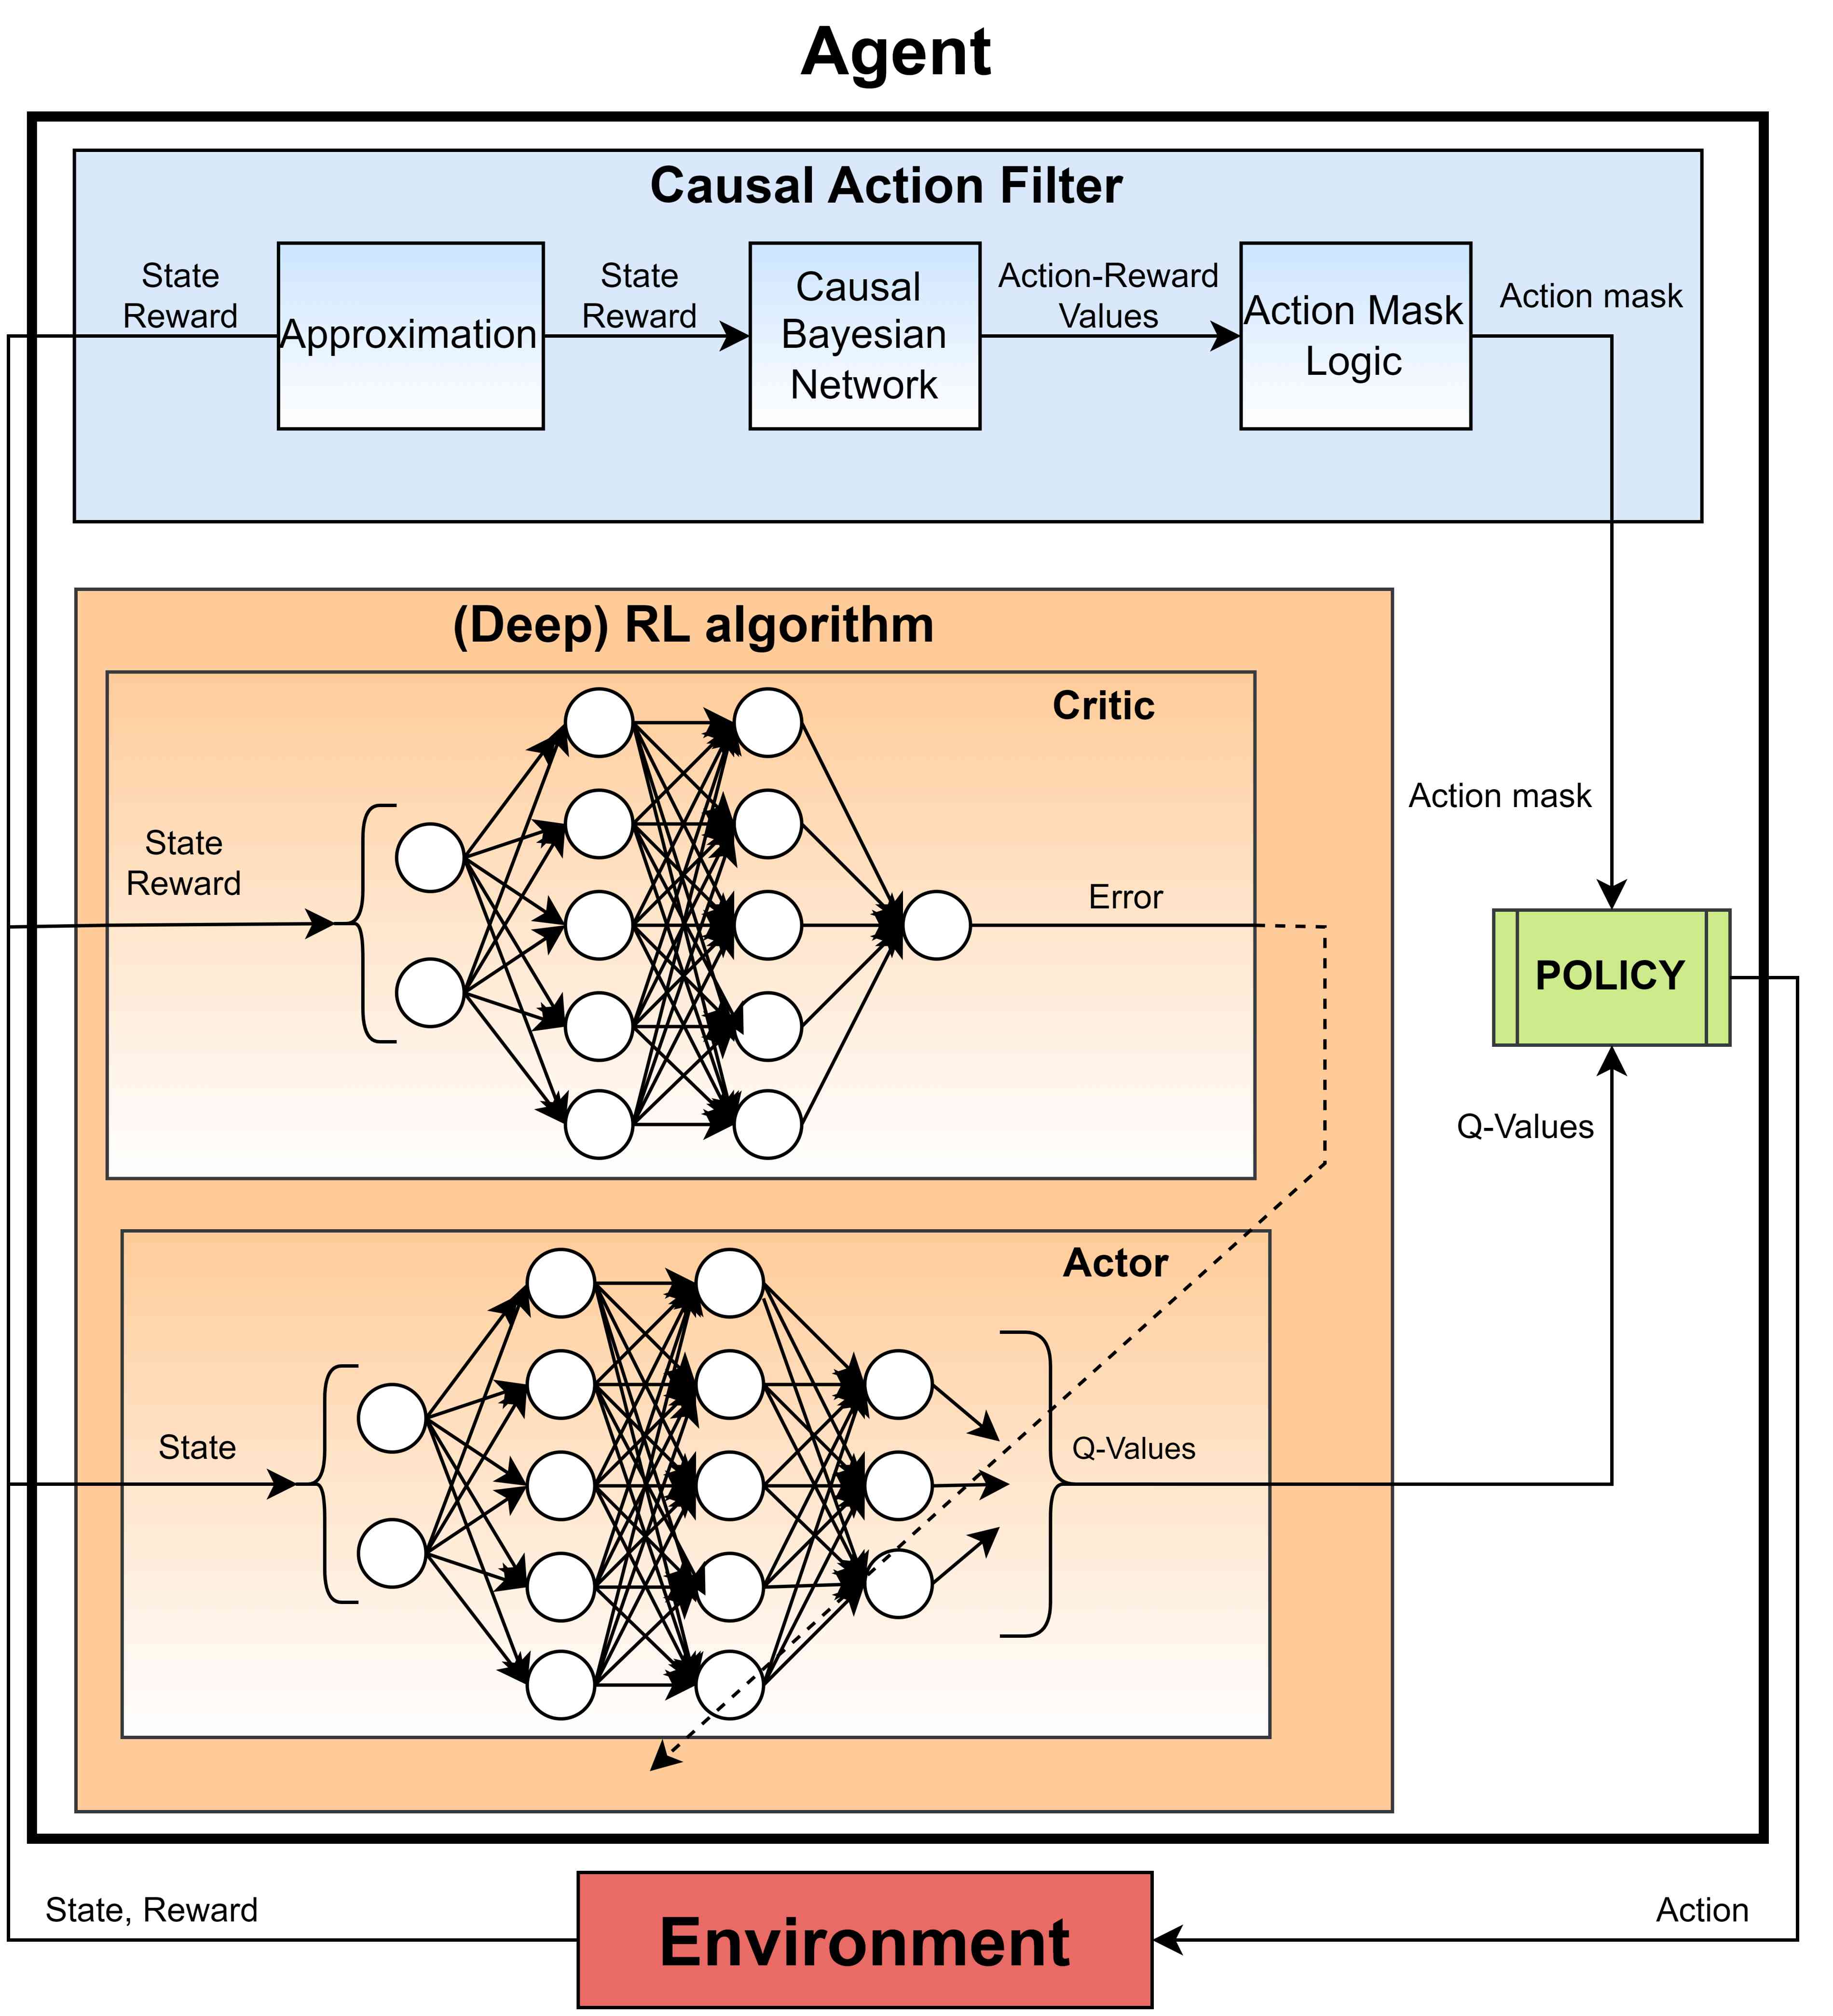 Agent
Causal Action Filter
State
Reward
Approximation
State
Reward
Causal
Bayesian
Network
Action-Reward
Values
Action Mask
Logic
Action mask
(Deep) RL algorithm
Critic
State
Reward
Error
Action mask
POLICY
Q-Values
Actor
State
Q-Values
State, Reward
Environment
Action